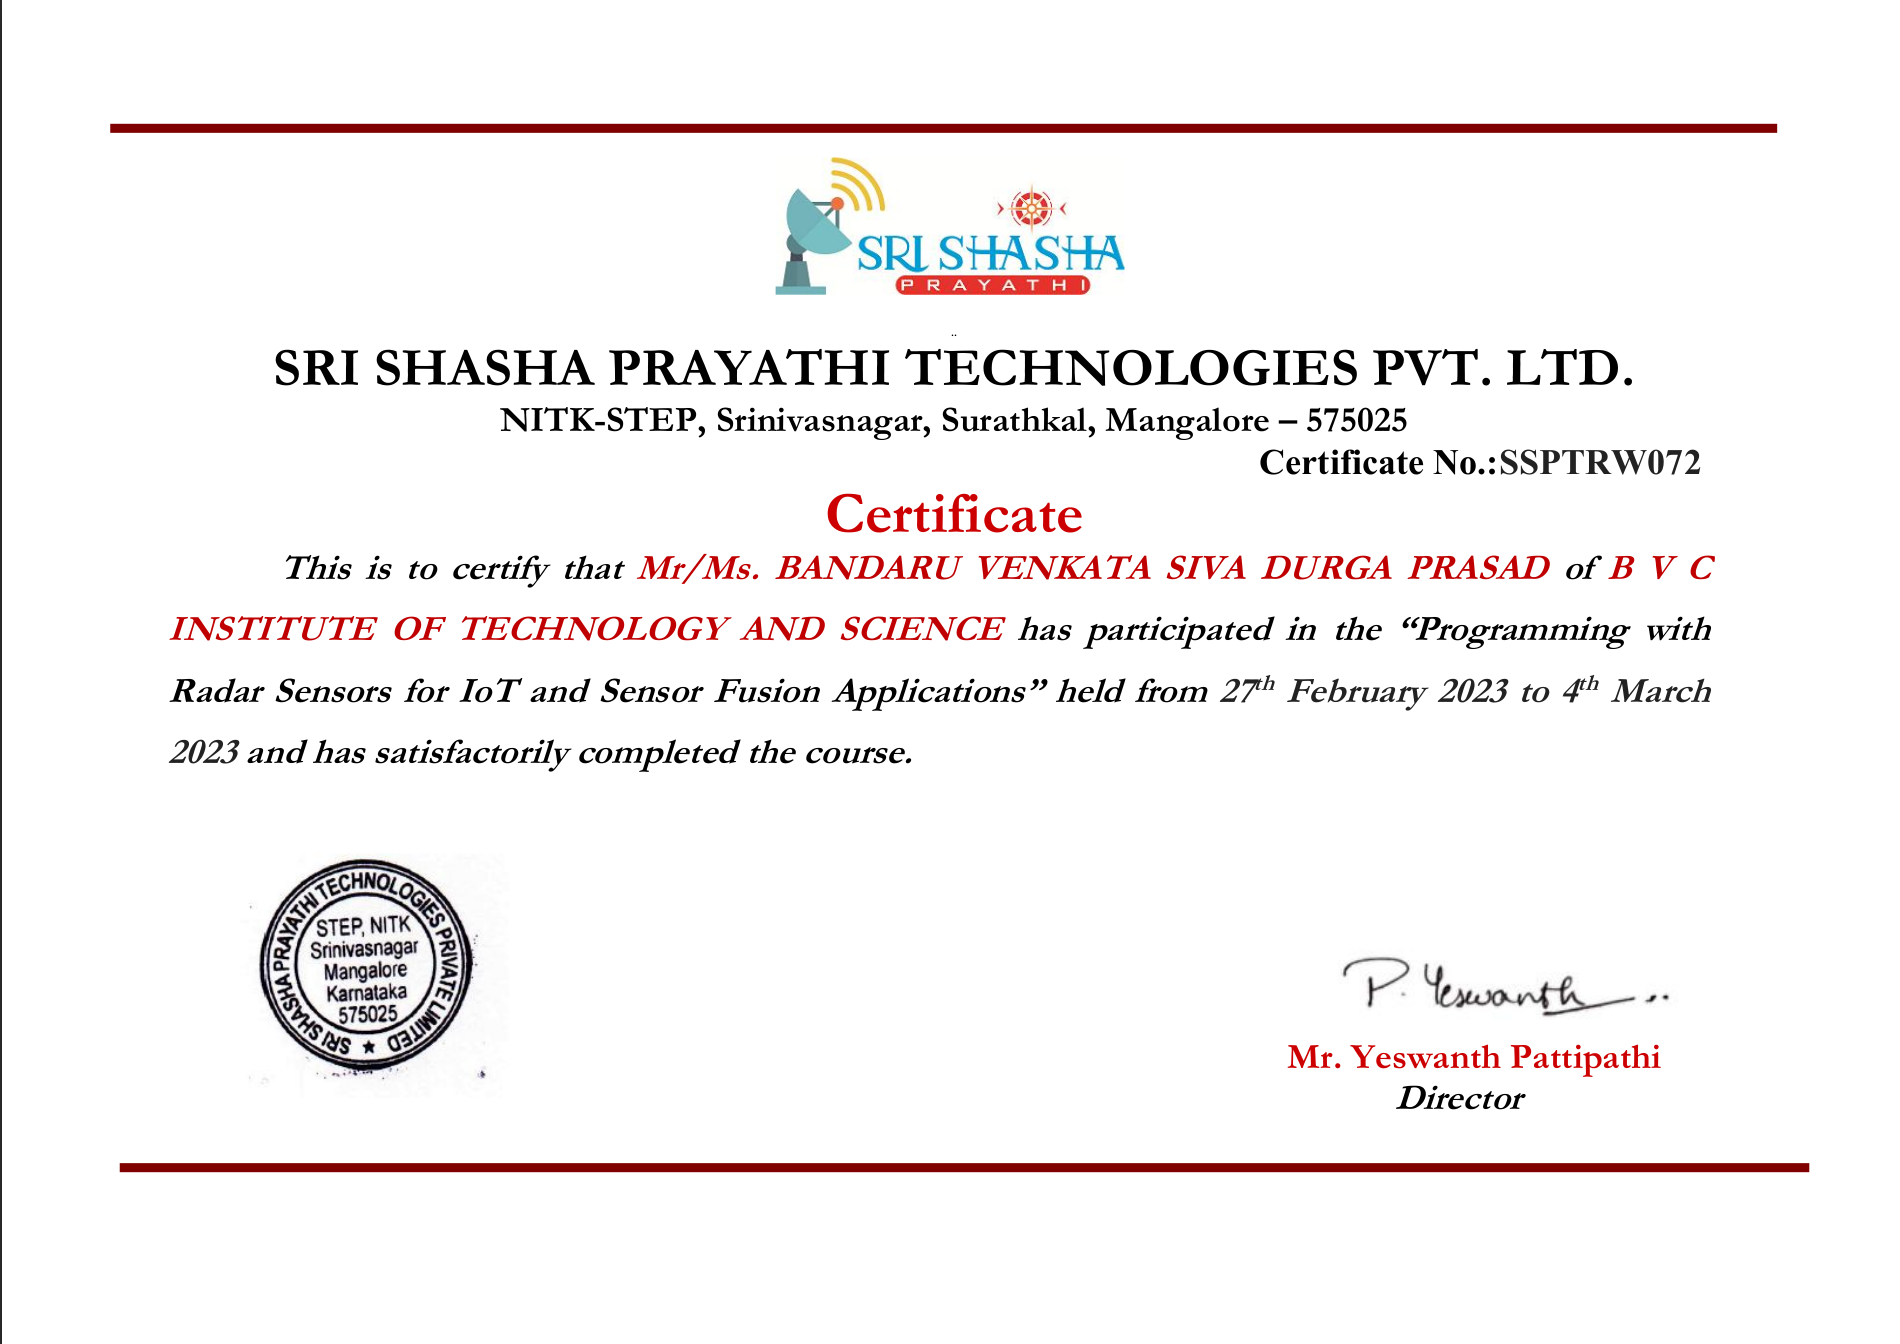 SRI SHASHA
PRAYATHI
SRI SHASHA PRAYATHI TECHNOLOGIES PVT. LTD.
NITK-STEP, Srinivasnagar, Surathkal, Mangalore – 575025
Certificate No.:SSPTRW072
Certificate
This is to certify that Mr/Ms. BANDARU VENKATA SIVA DURGA PRASAD of B V C
INSTITUTE OF TECHNOLOGY AND SCIENCE has participated in the “Programming with
Radar Sensors for IoT and Sensor Fusion Applications” held from 27th February 2023 to 4th March
2023 and has satisfactorily completed the course.
SRI SHASHA PRAYATHI TECHNOLOGIES PRIVATE LIMITED
STEP, NITK
Srinivasnagar
Mangalore
Karnataka
575025
P. Yeswanth
Mr. Yeswanth Pattipathi
Director